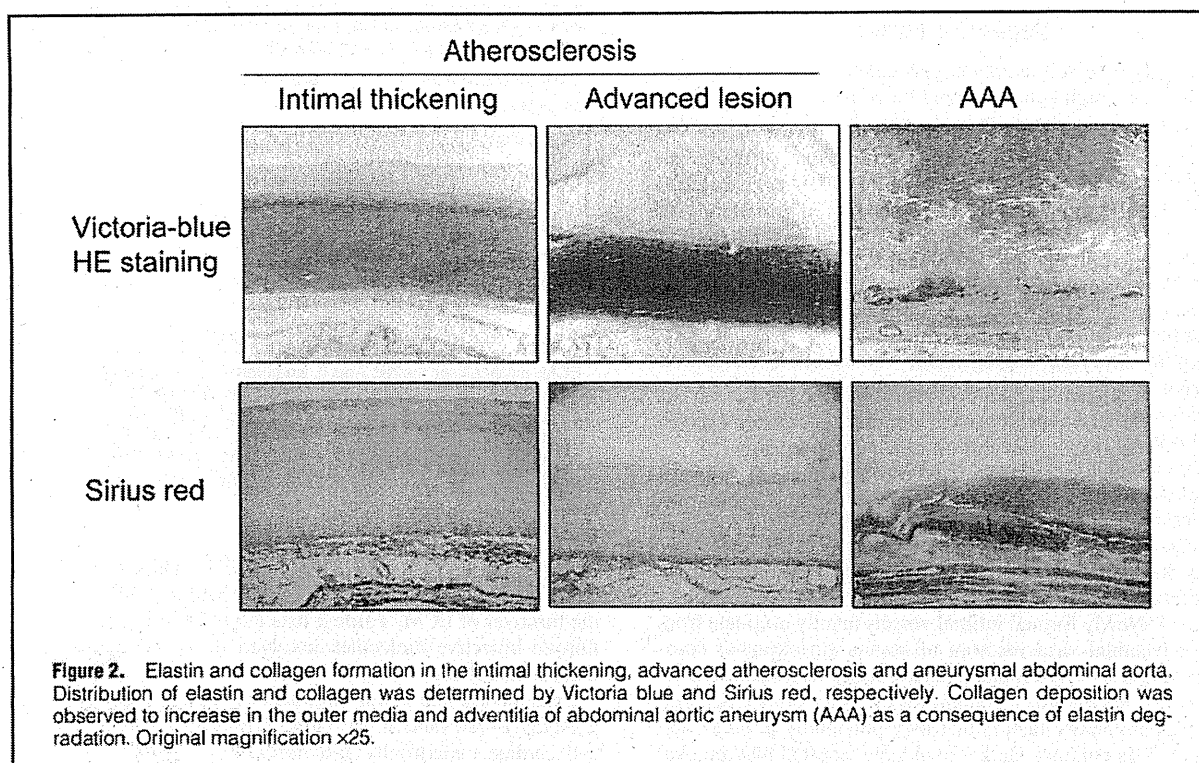 Atherosclerosis
Intimal thickening Advanced lesion AAA
Victoria-blue
HE staining
Sirius red
Figure 2. Elastin and collagen formation in the intimal thickening, advanced atherosclerosis and aneurysmal abdominal aorta.
Distribution of elastin and collagen was determined by Victoria blue and Sirius red, respectively. Collagen deposition was
observed to increase in the outer media and adventitia of abdominal aortic aneurysm (AAA) as a consequence of elastin deg-
radation. Original magnification ×25.